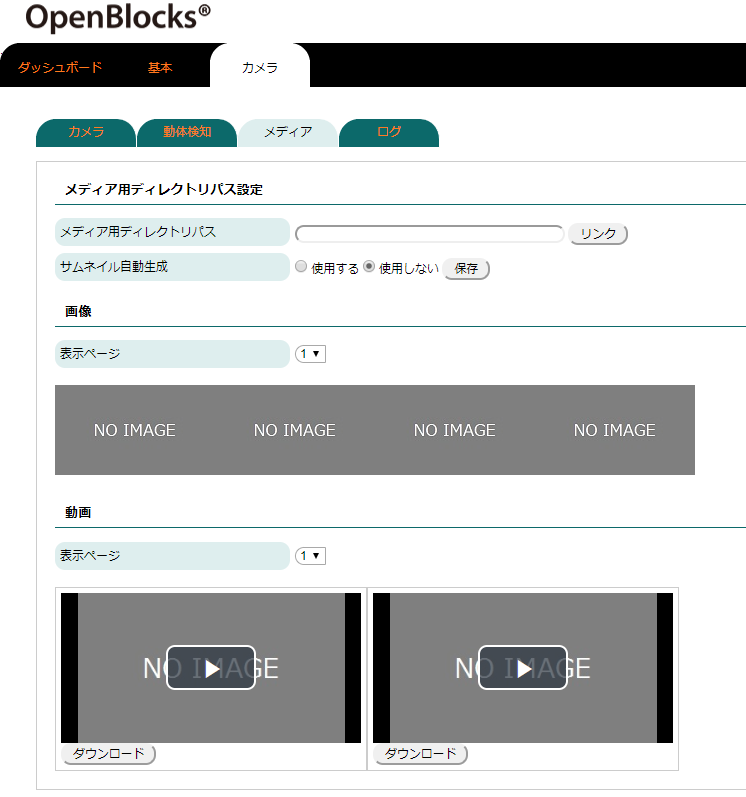 OpenBlocks®
ダッシュボード 基本 カメラ
カメラ 動体検知 メディア ログ
メディア用ディレクトリパス設定
メディア用ディレクトリパス リンク
サムネイル自動生成 使用する 使用しない 保存
画像
表示ページ 1
NO IMAGE NO IMAGE NO IMAGE NO IMAGE
動画
表示ページ 1
NO IMAGE NO IMAGE
ダウンロード ダウンロード